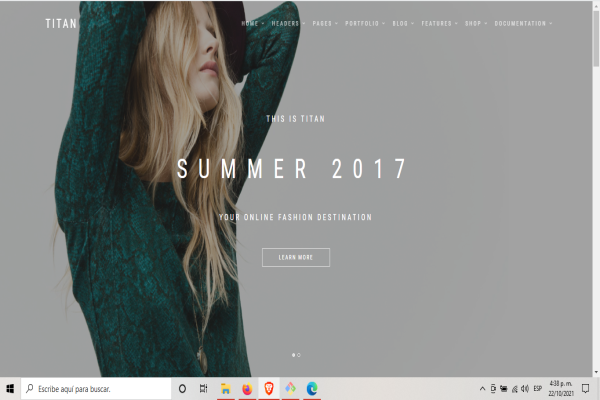 TITAN
HOME HEADERS PAGES PORTFOLIO BLOG FEATURES SHOP DOCUMENTATION
THIS IS TITAN
SUMMER 2017
YOUR ONLINE FASHION DESTINATION
LEARN MORE
Escribe aquí para buscar.
ESP
4:38 p. m.
22/10/2021